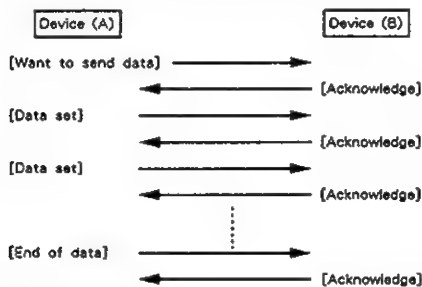 Device (A) Device (B)
[Want to send data]
[Acknowledge]
[Data set]
[Acknowledge]
[Data set]
[Acknowledge]
[End of data]
[Acknowledge]